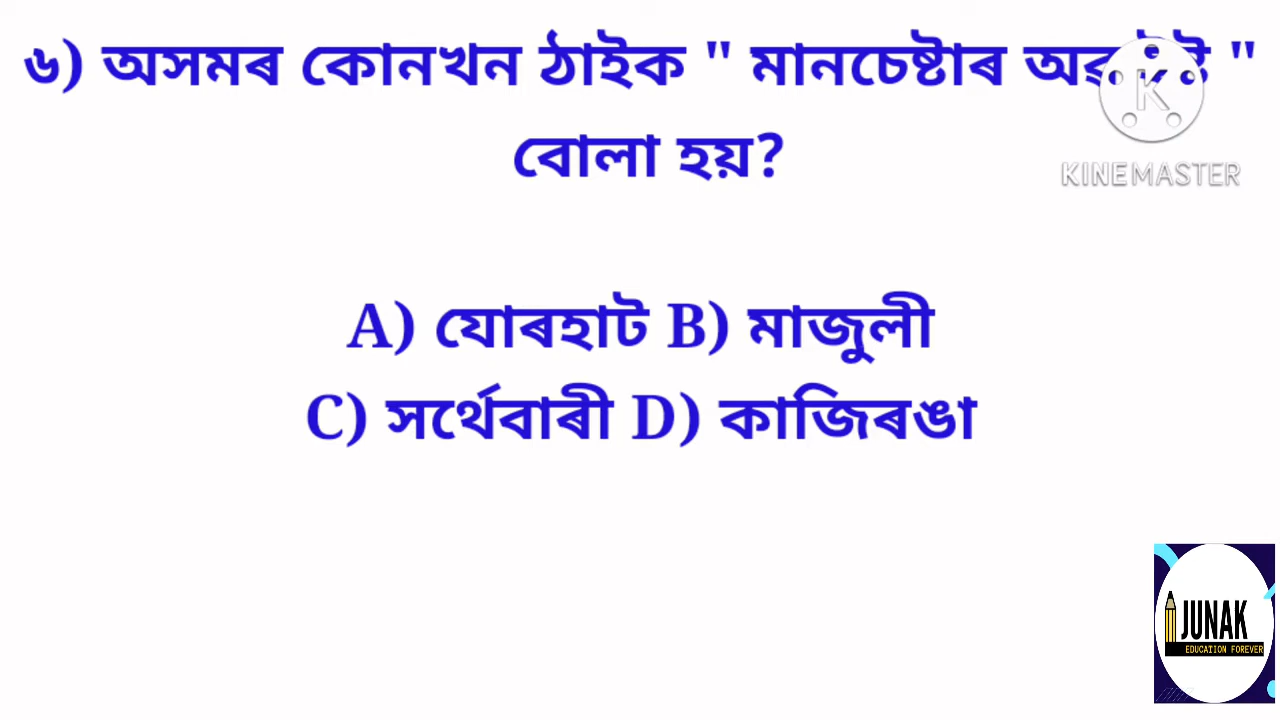 ৬) অসমৰ কোনখন ঠাইক " মানচেষ্টাৰ "
বোলা হয়?
KINEMASTER
A) যোৰহাট B) মাজুলী
C) সৰ্থেবাৰী D) কাজিৰঙা
JUNAK
EDUCATION FOREVER